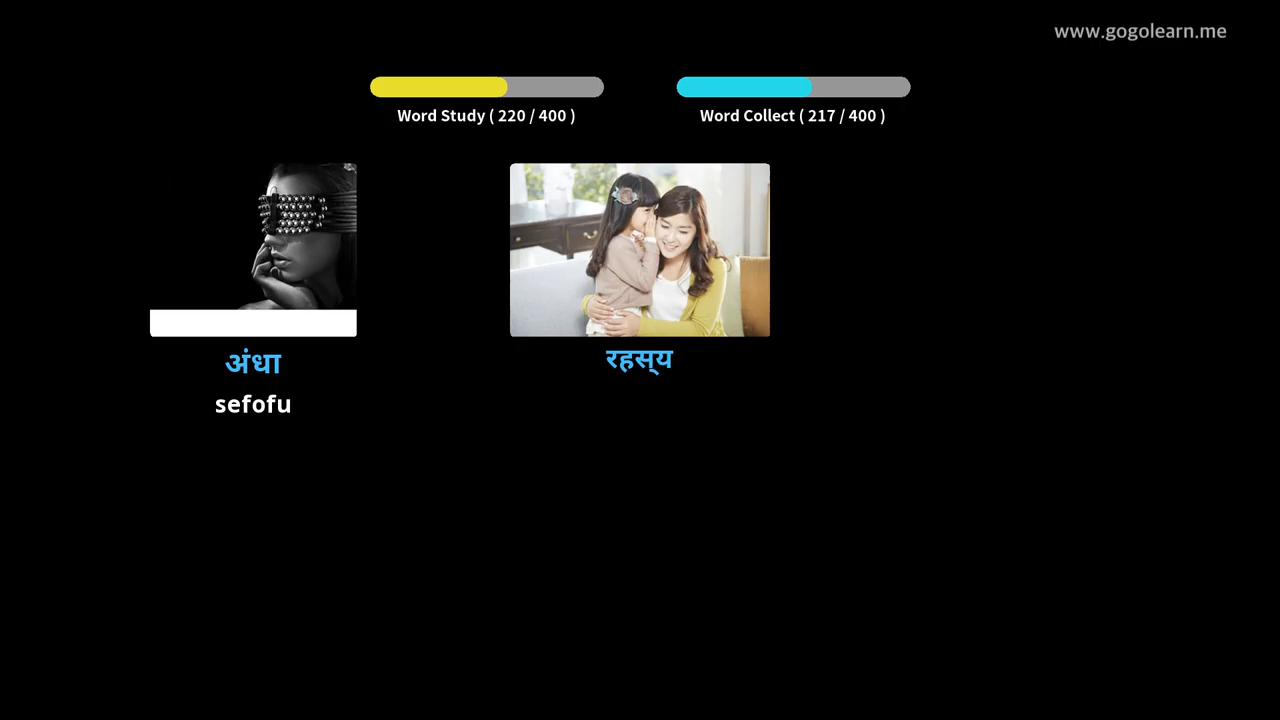 www.gogolearn.me
Word Study ( 220 / 400 )
Word Collect ( 217 / 400 )
अंधा
sefofu
रहस्य